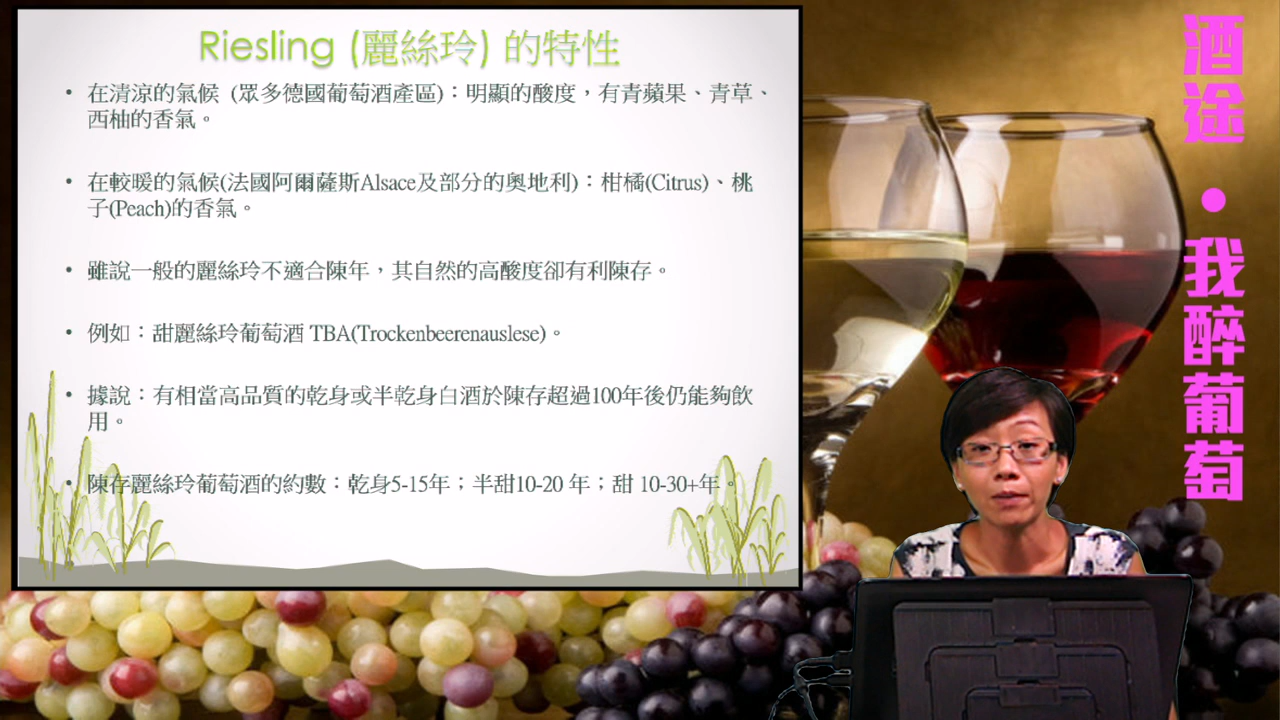 Riesling (麗絲玲) 的特性
• 在清涼的氣候 (眾多德國葡萄酒產區)：明顯的酸度，有青蘋果、青草、
西柚的香氣。
• 在較暖的氣候(法國阿爾薩斯Alsace及部分的奧地利)：柑橘(Citrus)、桃
子(Peach)的香氣。
• 雖說一般的麗絲玲不適合陳年，其自然的高酸度卻有利陳存。
• 例如：甜麗絲玲葡萄酒 TBA(Trockenbeerenauslese)。
• 據說：有相當高品質的乾身或半乾身白酒於陳存超過100年後仍能夠飲
用。
• 陳存麗絲玲葡萄酒的約數：乾身5-15年；半甜10-20 年；甜 10-30+年。
酒途•我醉葡萄